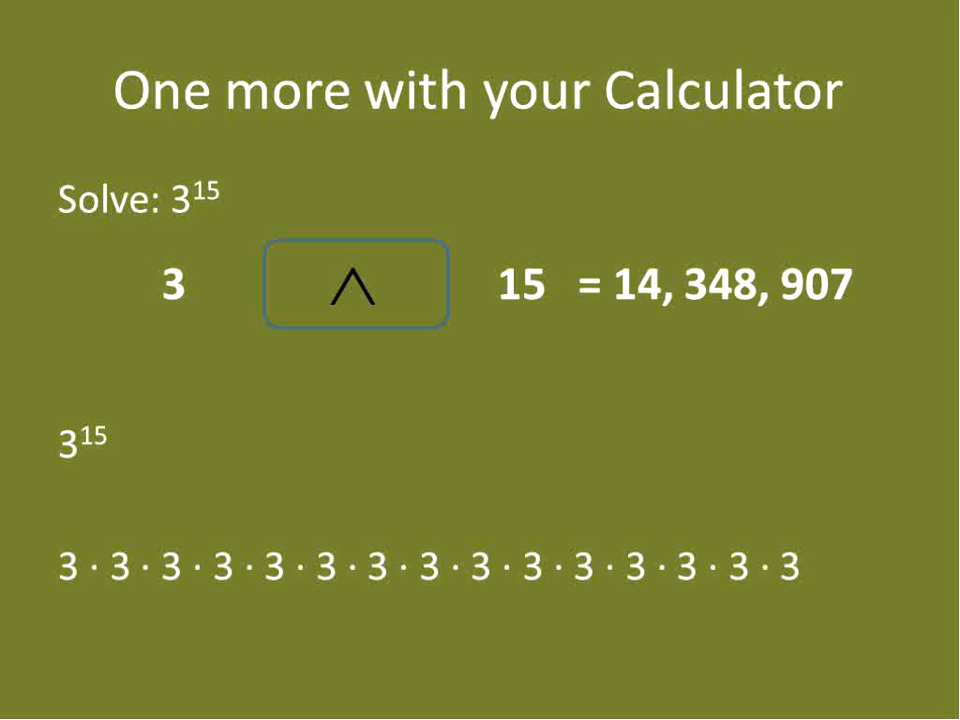 One more with your Calculator
Solve: 3¹⁵
3 ^ 15 = 14, 348, 907
3¹⁵
3 · 3 · 3 · 3 · 3 · 3 · 3 · 3 · 3 · 3 · 3 · 3 · 3 · 3 · 3